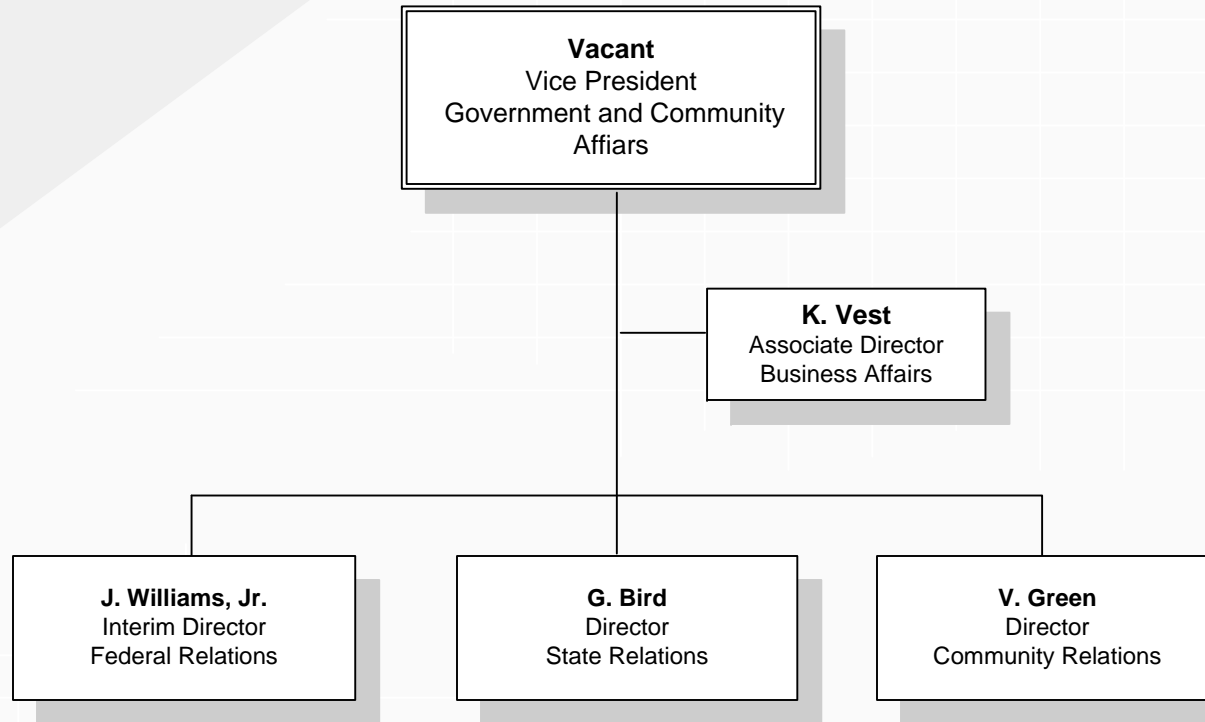 Vacant
Vice President
Government and Community
Affiars
K. Vest
Associate Director
Business Affairs
J. Williams, Jr.
Interim Director
Federal Relations
G. Bird
Director
State Relations
V. Green
Director
Community Relations